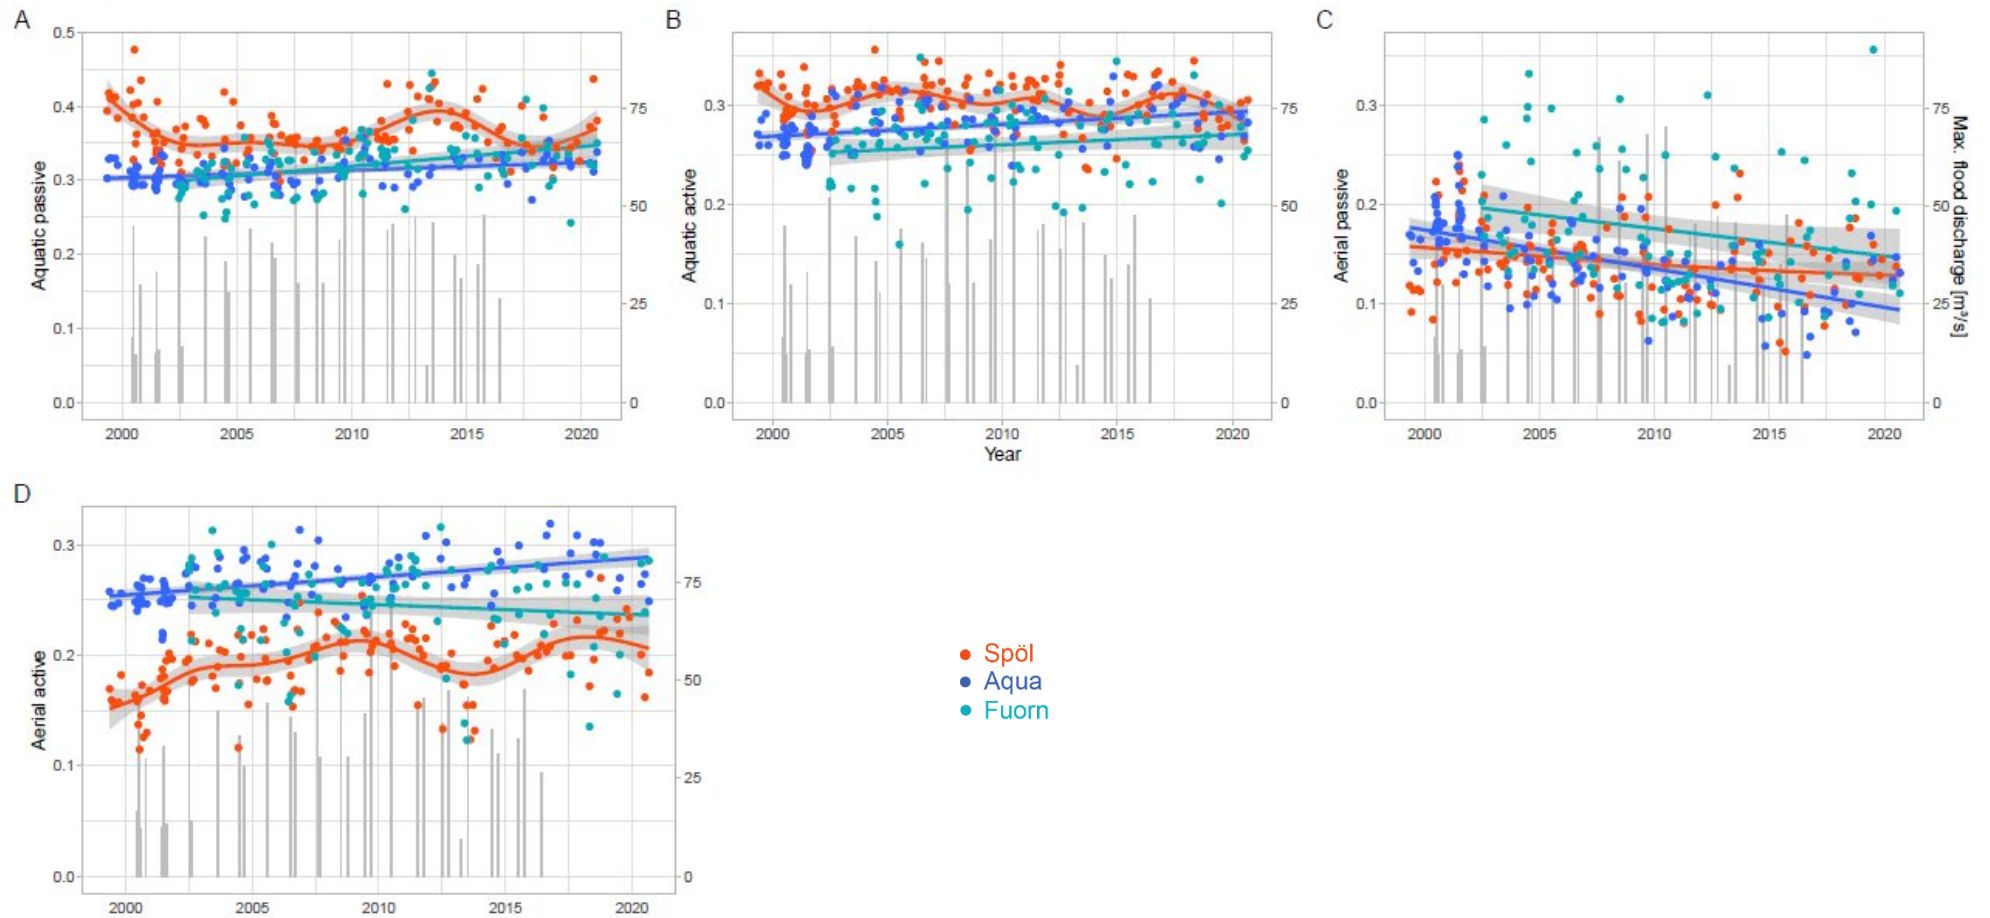 A
B
C
0.5
0.4
0.3
0.2
0.1
0.0
Aquatic passive
75
50
25
0
2000 2005 2010 2015 2020
0.3
0.2
0.1
0.0
Aquatic active
75
50
25
0
2000 2005 2010 2015 2020
Year
0.3
0.2
0.1
0.0
Aerial passive
75
50
25
0
Max. flood discharge [m³/s]
2000 2005 2010 2015 2020
D
0.3
0.2
0.1
0.0
Aerial active
75
50
25
0
2000 2005 2010 2015 2020
Spöl
Aqua
Fuorn